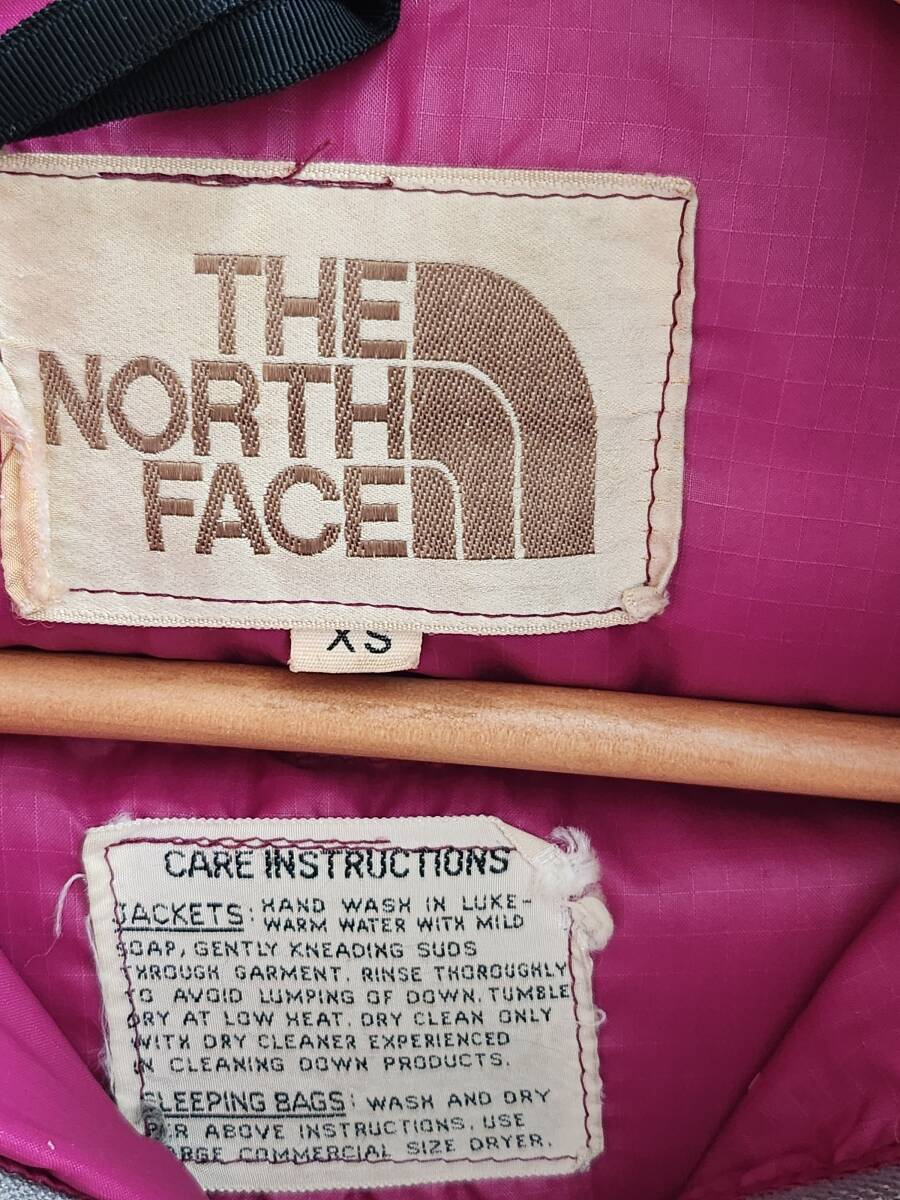 THE
NORTH
FACE
XS
CARE INSTRUCTIONS
JACKETS: HAND WASH IN LUKE-
WARM WATER WITH MILD
SOAP, GENTLY KNEADING SUDS
THROUGH GARMENT. RINSE THOROUGHLY
TO AVOID LUMPING OF DOWN. TUMBLE
DRY AT LOW HEAT. DRY CLEAN ONLY
WITH DRY CLEANER EXPERIENCED
IN CLEANING DOWN PRODUCTS.
SLEEPING BAGS: WASH AND DRY
PER ABOVE INSTRUCTIONS. USE
LARGE COMMERCIAL SIZE DRYER.